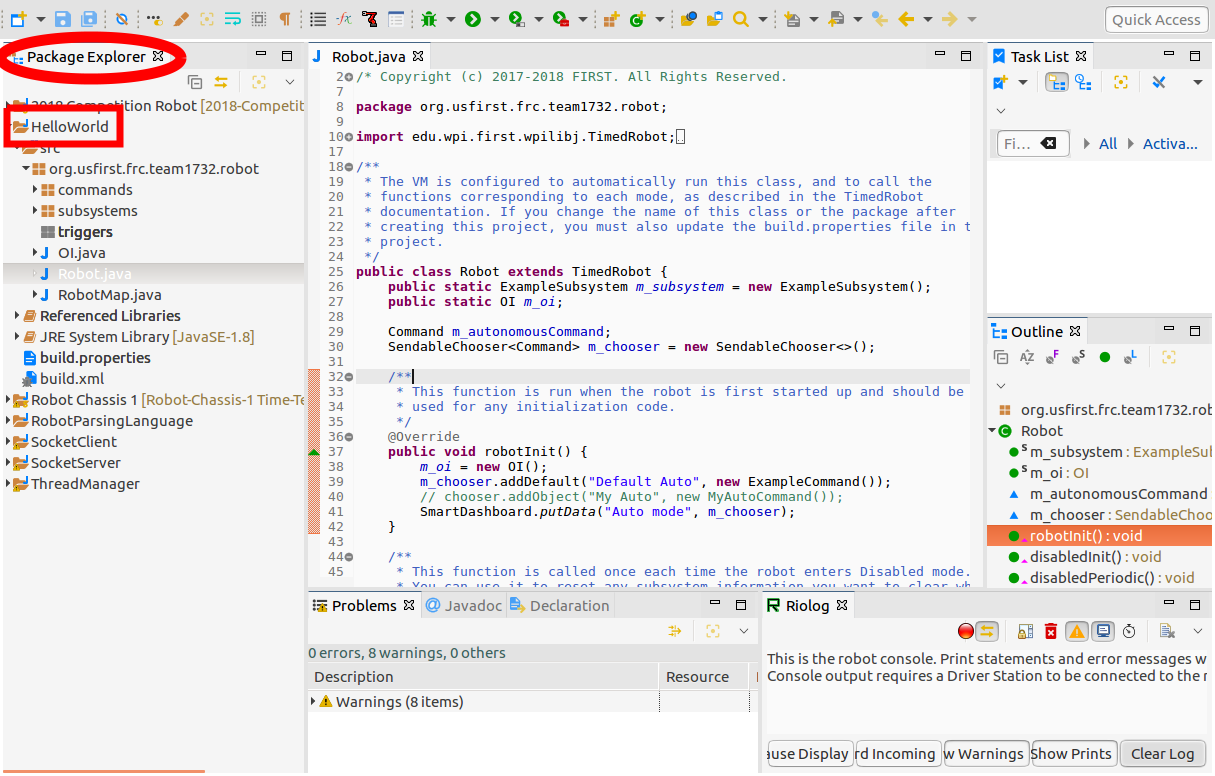 Quick Access
Package Explorer
2018 Competition Robot [2018-Competit
HelloWorld
src
org.usfirst.frc.team1732.robot
commands
subsystems
triggers
OI.java
Robot.java
RobotMap.java
Referenced Libraries
JRE System Library [JavaSE-1.8]
build.properties
build.xml
Robot Chassis 1 [Robot-Chassis-1 Time-Te
RobotParsingLanguage
SocketClient
SocketServer
ThreadManager
Robot.java
2 /* Copyright (c) 2017-2018 FIRST. All Rights Reserved.
7
8 package org.usfirst.frc.team1732.robot;
9
10 import edu.wpi.first.wpilibj.TimedRobot;
17
18 /**
19 * The VM is configured to automatically run this class, and to call the
20 * functions corresponding to each mode, as described in the TimedRobot
21 * documentation. If you change the name of this class or the package after
22 * creating this project, you must also update the build.properties file in t
23 * project.
24 */
25 public class Robot extends TimedRobot {
26 public static ExampleSubsystem m_subsystem = new ExampleSubsystem();
27 public static OI m_oi;
28
29 Command m_autonomousCommand;
30 SendableChooser<Command> m_chooser = new SendableChooser<>();
31
32 /**
33 * This function is run when the robot is first started up and should be
34 * used for any initialization code.
35 */
36 @Override
37 public void robotInit() {
38 m_oi = new OI();
39 m_chooser.addDefault("Default Auto", new ExampleCommand());
40 // chooser.addObject("My Auto", new MyAutoCommand());
41 SmartDashboard.putData("Auto mode", m_chooser);
42 }
43
44 /**
45 * This function is called once each time the robot enters Disabled mode.
* You can use it to reset any subsystem information you want to clear wh
Task List
Fi... All Activa...
Outline
org.usfirst.frc.team1732.rob
Robot
m_subsystem : ExampleSub
m_oi : OI
m_autonomousCommand
m_chooser : SendableChoo
robotInit() : void
disabledInit() : void
disabledPeriodic() : void
Problems Javadoc Declaration
0 errors, 8 warnings, 0 others
Description Resource
Warnings (8 items)
Riolog
This is the robot console. Print statements and error messages w
Console output requires a Driver Station to be connected to the r
ause Display rd Incoming w Warnings Show Prints Clear Log